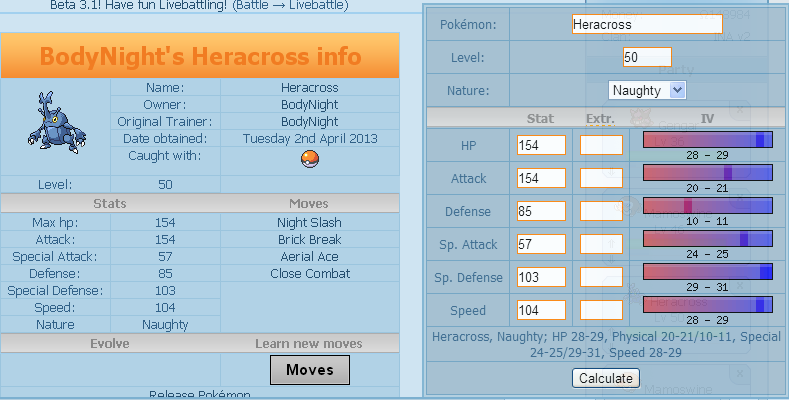 Beta 3.1! Have fun Livebattling! (Battle → Livebattle)
BodyNight's Heracross info
Name: Heracross
Owner: BodyNight
Original Trainer: BodyNight
Date obtained: Tuesday 2nd April 2013
Caught with:
Level: 50
Stats Moves
Max hp: 154 Night Slash
Attack: 154 Brick Break
Special Attack: 57 Aerial Ace
Defense: 85 Close Combat
Special Defense: 103
Speed: 104
Nature Naughty
Evolve Learn new moves
Moves
Release Pokémon
Pokémon: Heracross
Level: 50
Nature: Naughty
Stat Extr. IV
HP 154 28 - 29
Attack 154 20 - 21
Defense 85 10 - 11
Sp. Attack 57 24 - 25
Sp. Defense 103 29 - 31
Speed 104 28 - 29
Heracross, Naughty; HP 28-29, Physical 20-21/10-11, Special
24-25/29-31, Speed 28-29
Calculate
Party
Heracross
Mamoswine